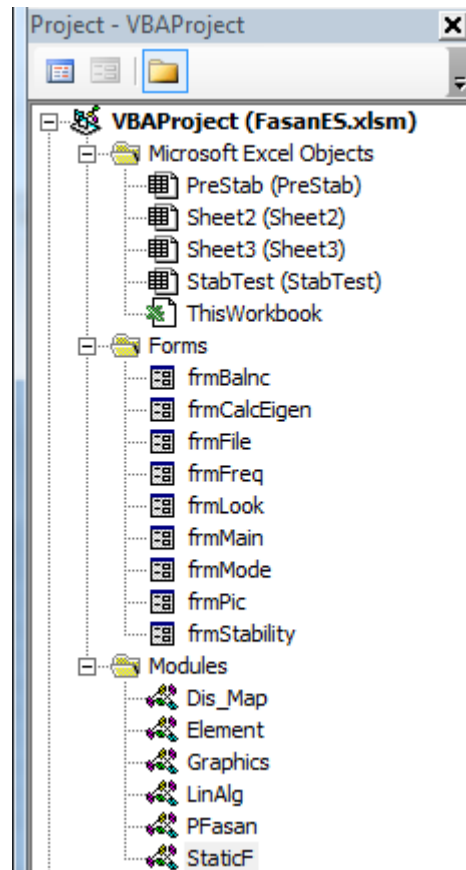 Project - VBAProject
VBAProject (FasanES.xlsm)
Microsoft Excel Objects
PreStab (PreStab)
Sheet2 (Sheet2)
Sheet3 (Sheet3)
StabTest (StabTest)
ThisWorkbook
Forms
frmBalnc
frmCalcEigen
frmFile
frmFreq
frmLook
frmMain
frmMode
frmPic
frmStability
Modules
Dis_Map
Element
Graphics
LinAlg
PFasan
StaticF